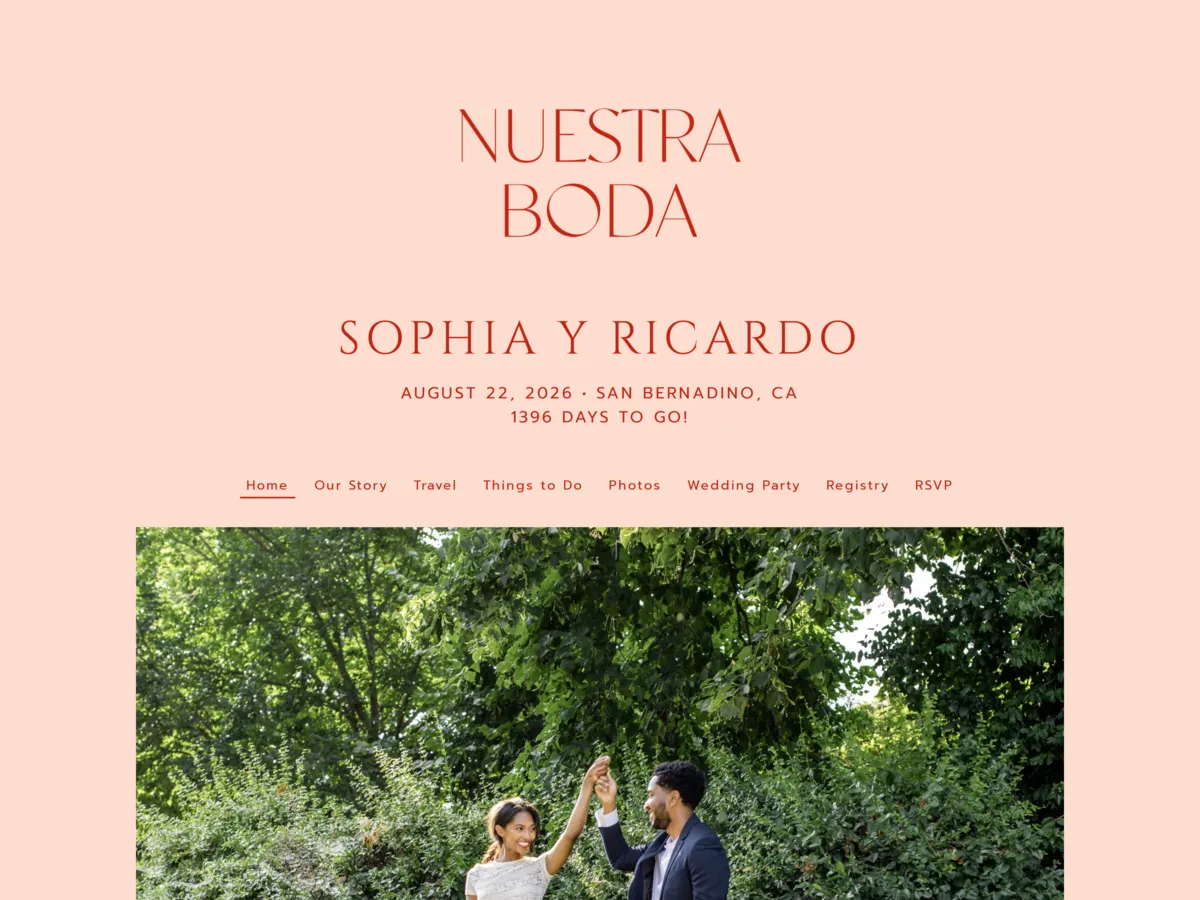 NUESTRA
BODA
SOPHIA Y RICARDO
AUGUST 22, 2026 • SAN BERNADINO, CA
1396 DAYS TO GO!
Home Our Story Travel Things to Do Photos Wedding Party Registry RSVP